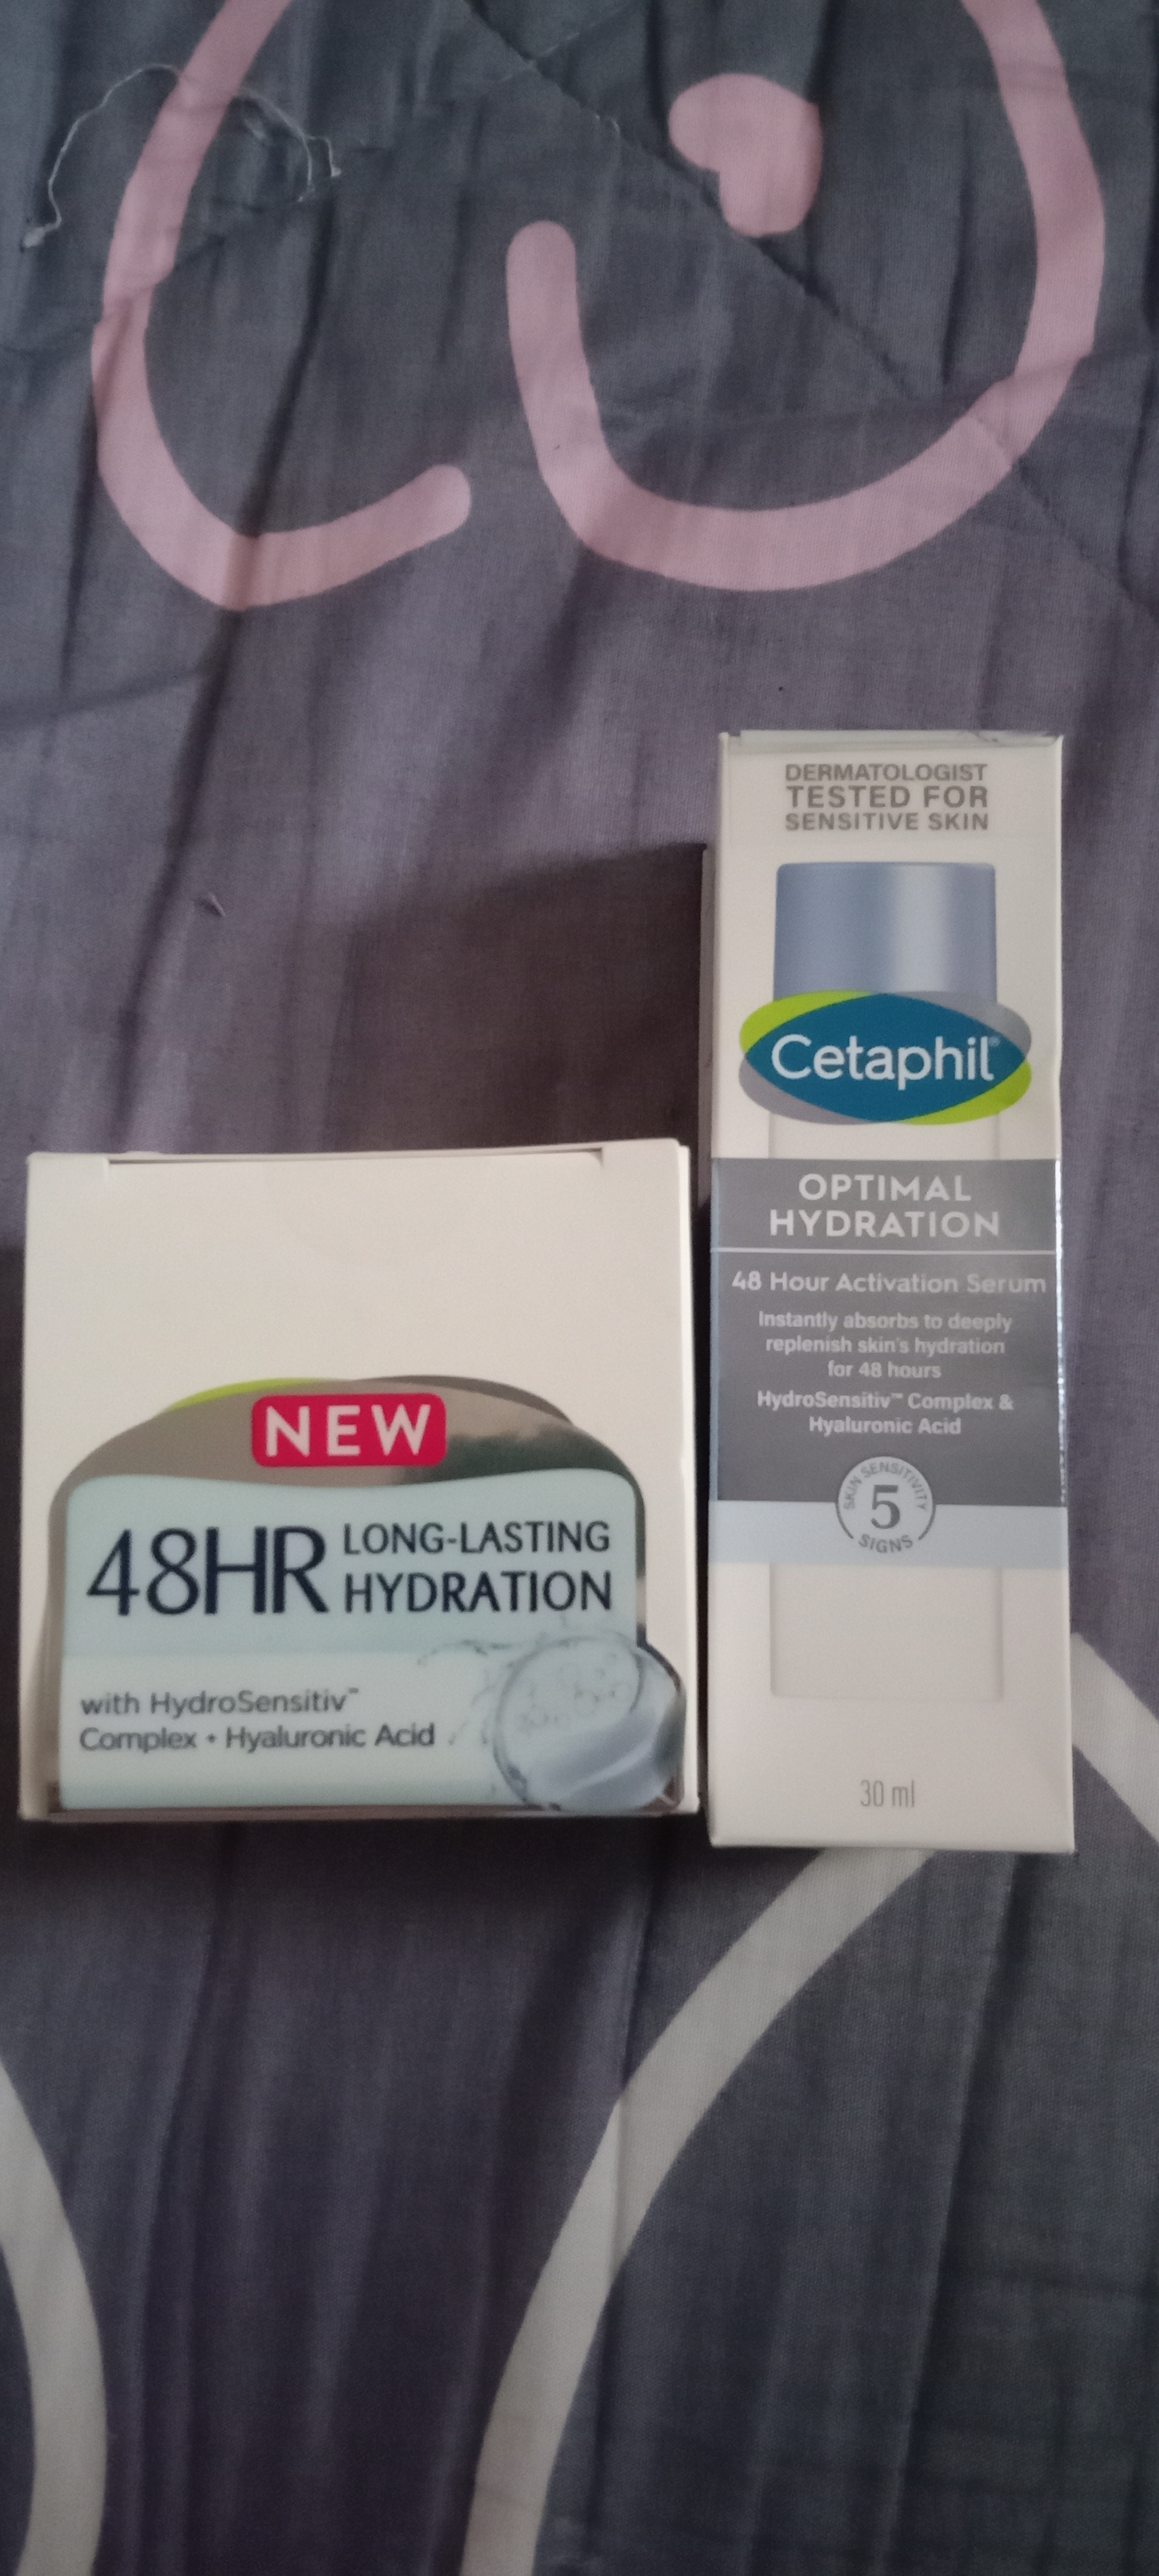 NEW
48HR LONG-LASTING
HYDRATION
with HydroSensitiv™
Complex + Hyaluronic Acid
DERMATOLOGIST
TESTED FOR
SENSITIVE SKIN
Cetaphil®
OPTIMAL
HYDRATION
48 Hour Activation Serum
Instantly absorbs to deeply
replenish skin's hydration
for 48 hours
HydroSensitiv™ Complex &
Hyaluronic Acid
SKIN SENSITIVITY
5
SIGNS
30 ml